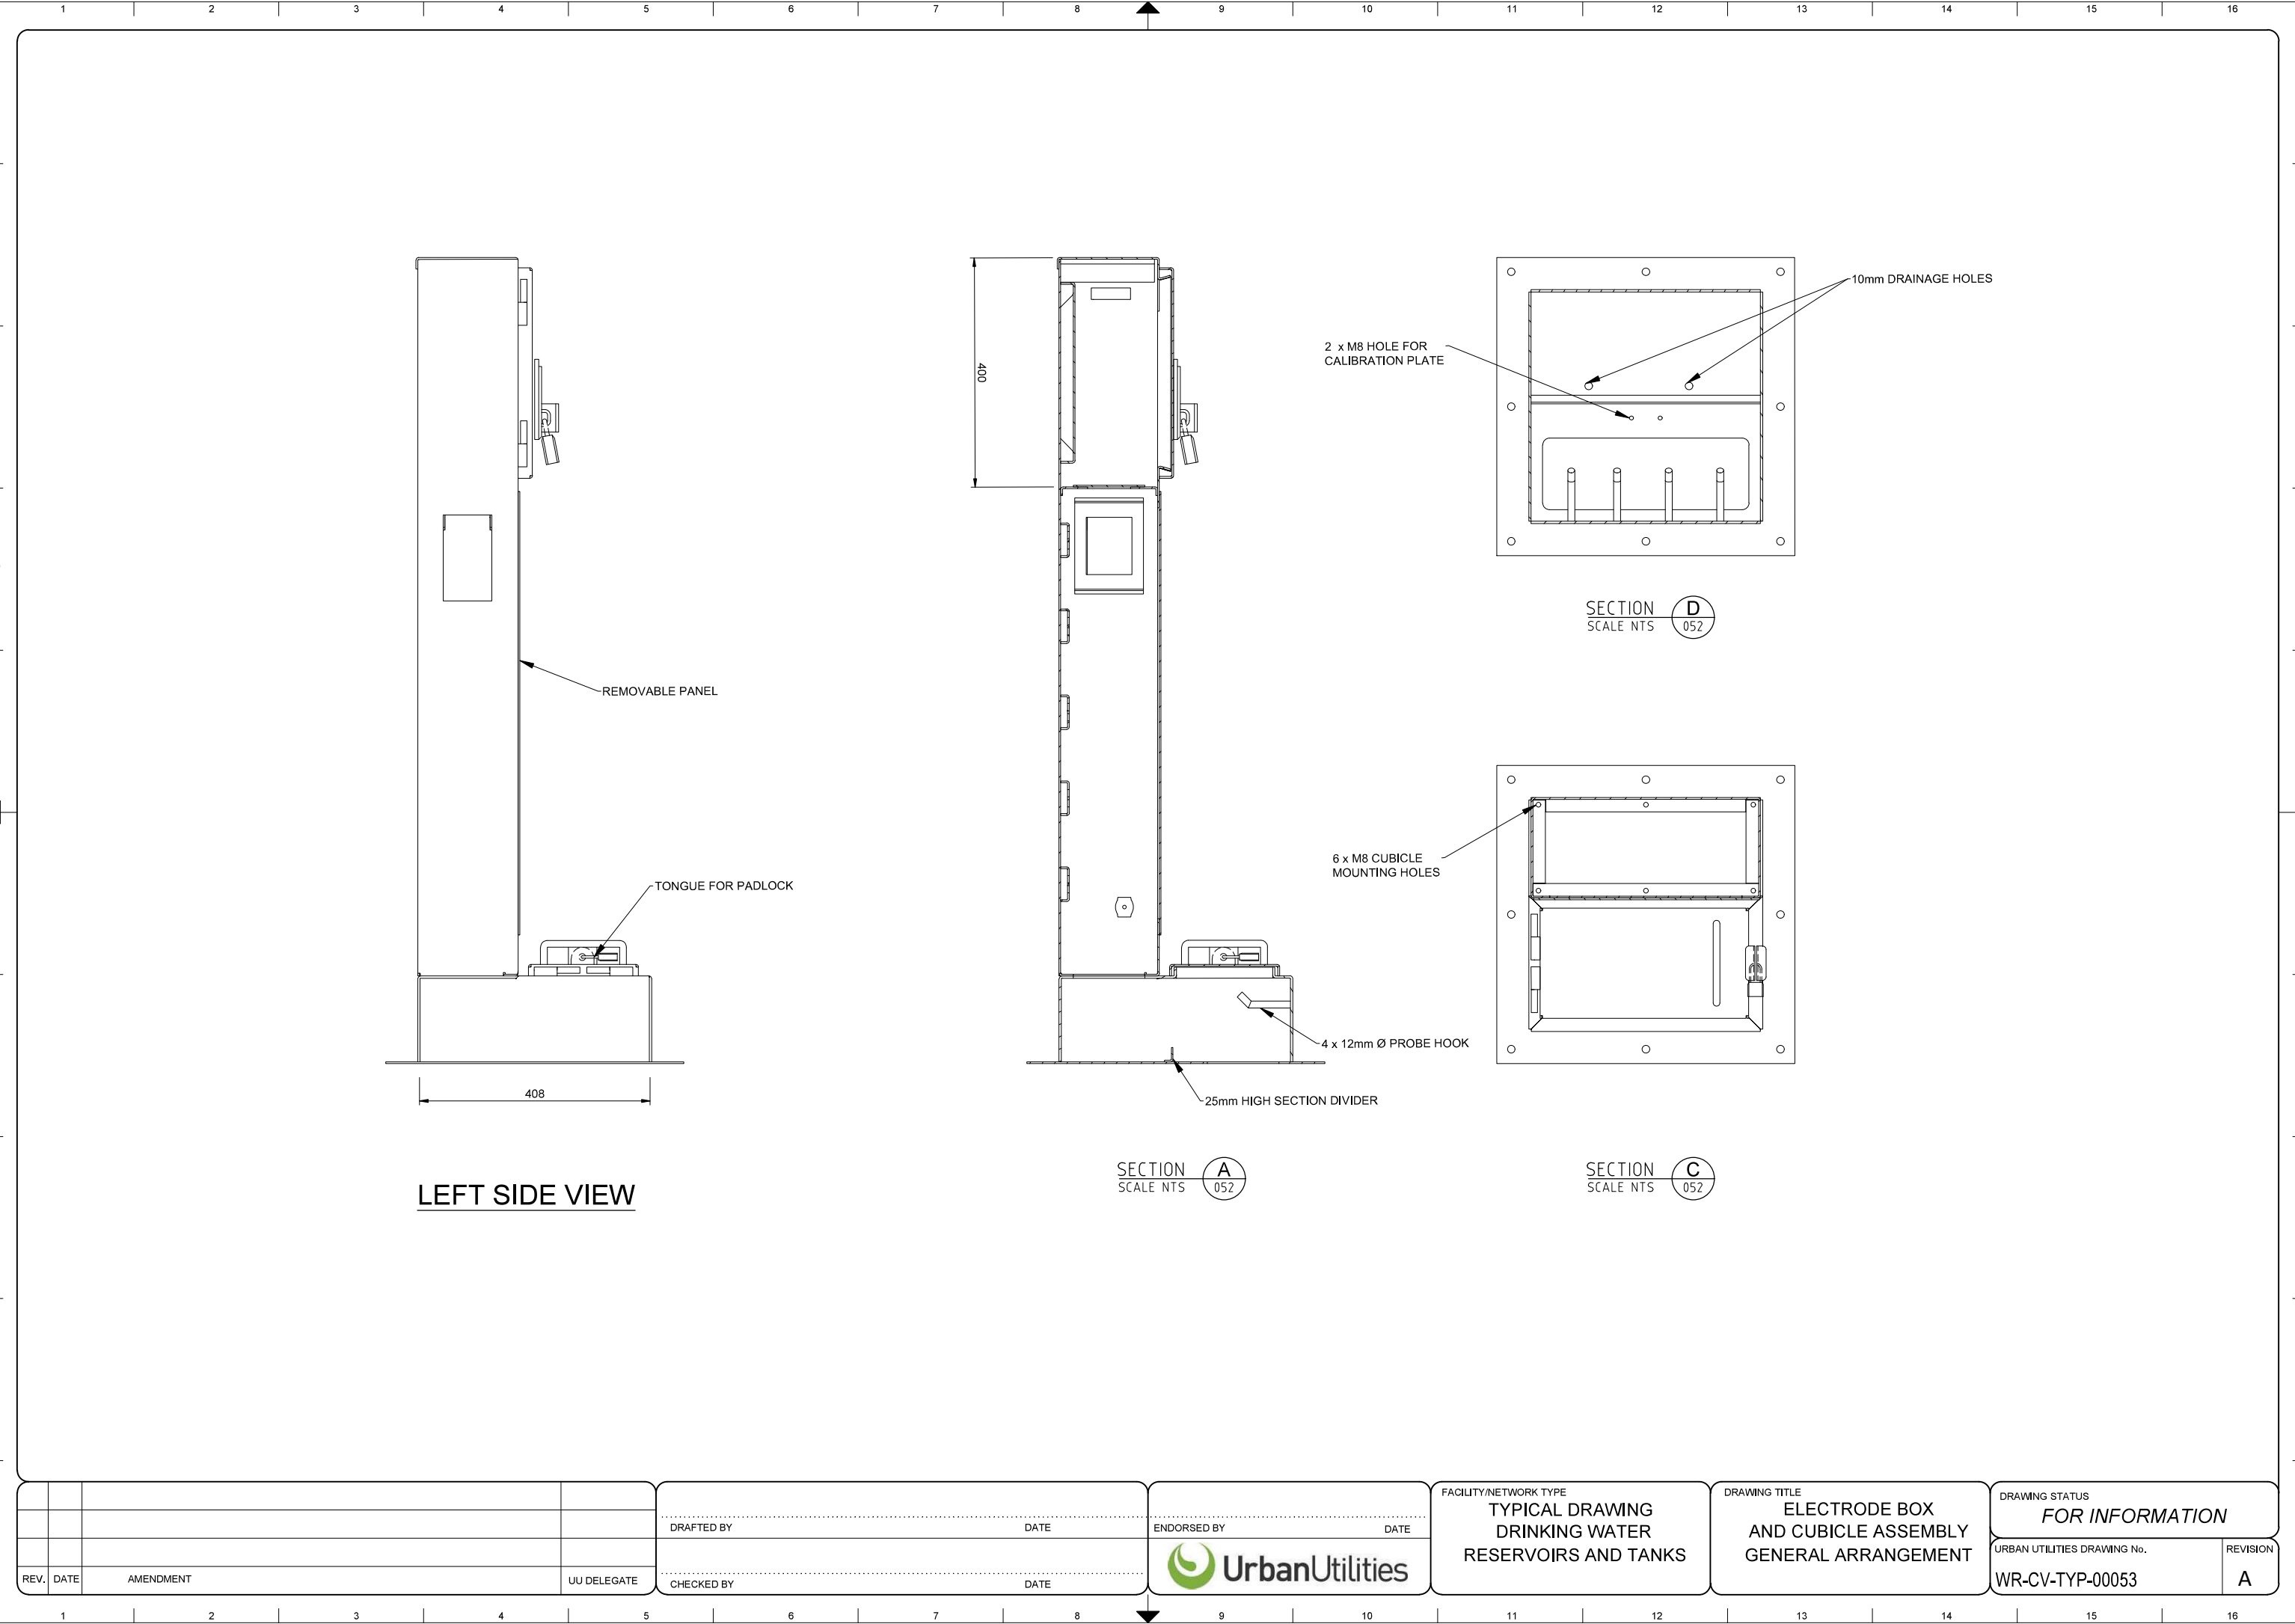 1 2 3 4 5 6 7 8 9 10 11 12 13 14 15 16
400
10mm DRAINAGE HOLES
2 x M8 HOLE FOR
CALIBRATION PLATE
SECTION D
SCALE NTS 052
REMOVABLE PANEL
TONGUE FOR PADLOCK
6 x M8 CUBICLE
MOUNTING HOLES
4 x 12mm Ø PROBE HOOK
25mm HIGH SECTION DIVIDER
408
LEFT SIDE VIEW
SECTION A
SCALE NTS 052
SECTION C
SCALE NTS 052
REV. DATE AMENDMENT UU DELEGATE
DRAFTED BY DATE
CHECKED BY DATE
ENDORSED BY DATE
UrbanUtilities
FACILITY/NETWORK TYPE
TYPICAL DRAWING
DRINKING WATER
RESERVOIRS AND TANKS
DRAWING TITLE
ELECTRODE BOX
AND CUBICLE ASSEMBLY
GENERAL ARRANGEMENT
DRAWING STATUS
FOR INFORMATION
URBAN UTILITIES DRAWING No.
WR-CV-TYP-00053
REVISION
A
1 2 3 4 5 6 7 8 9 10 11 12 13 14 15 16